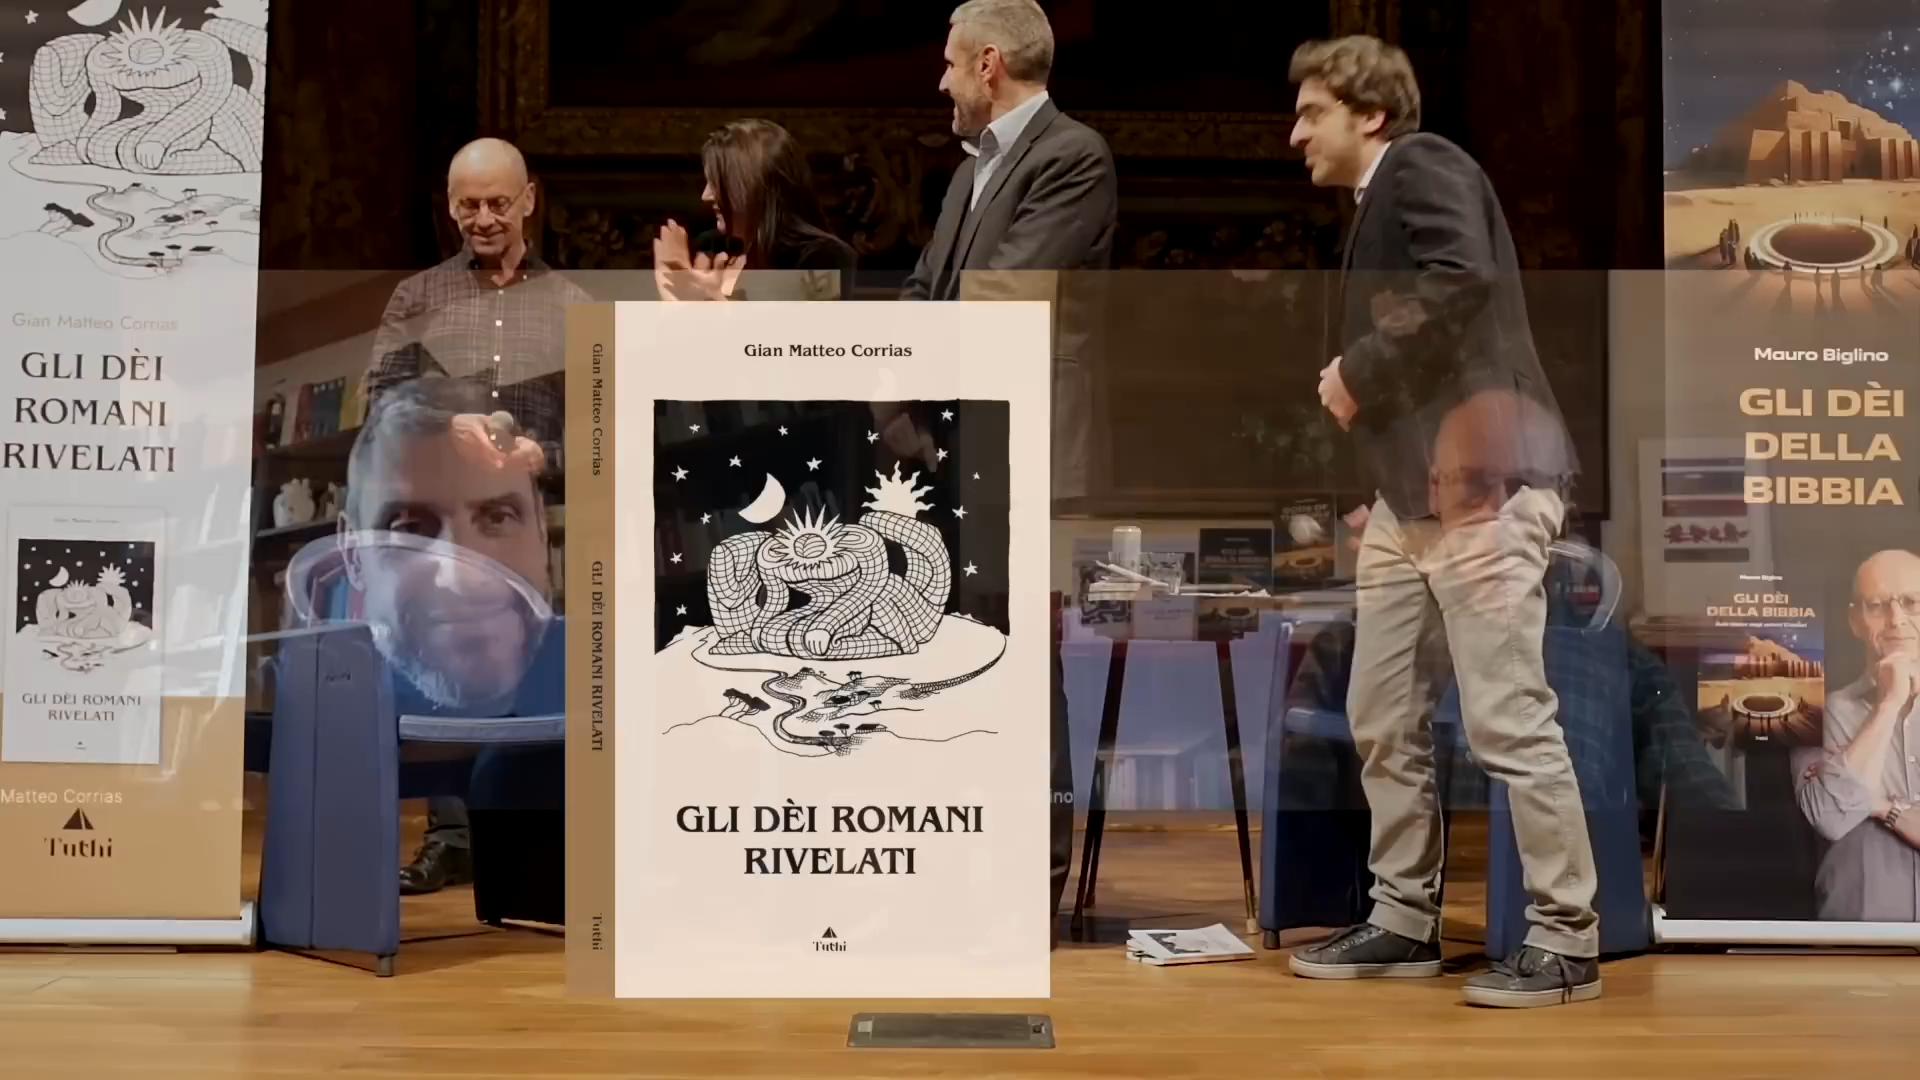 Gian Matteo Corrias
GLI DÈI
ROMANI
RIVELATI
GLI DÈI ROMANI
RIVELATI
Matteo Corrias
Tuthi
Gian Matteo Corrias
GLI DÈI ROMANI RIVELATI
Tuthi
Gian Matteo Corrias
GLI DÈI ROMANI
RIVELATI
Tuthi
ino
Mauro Biglino
GLI DÈI
DELLA
BIBBIA
Mauro Biglino
GLI DÈI
DELLA BIBBIA